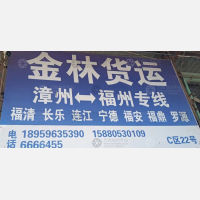 金林货运
漳州↔福州专线
福清 长乐 连江 宁德 福安 福鼎 罗源
电话 18959635390 15880530109
6666455 C区22号